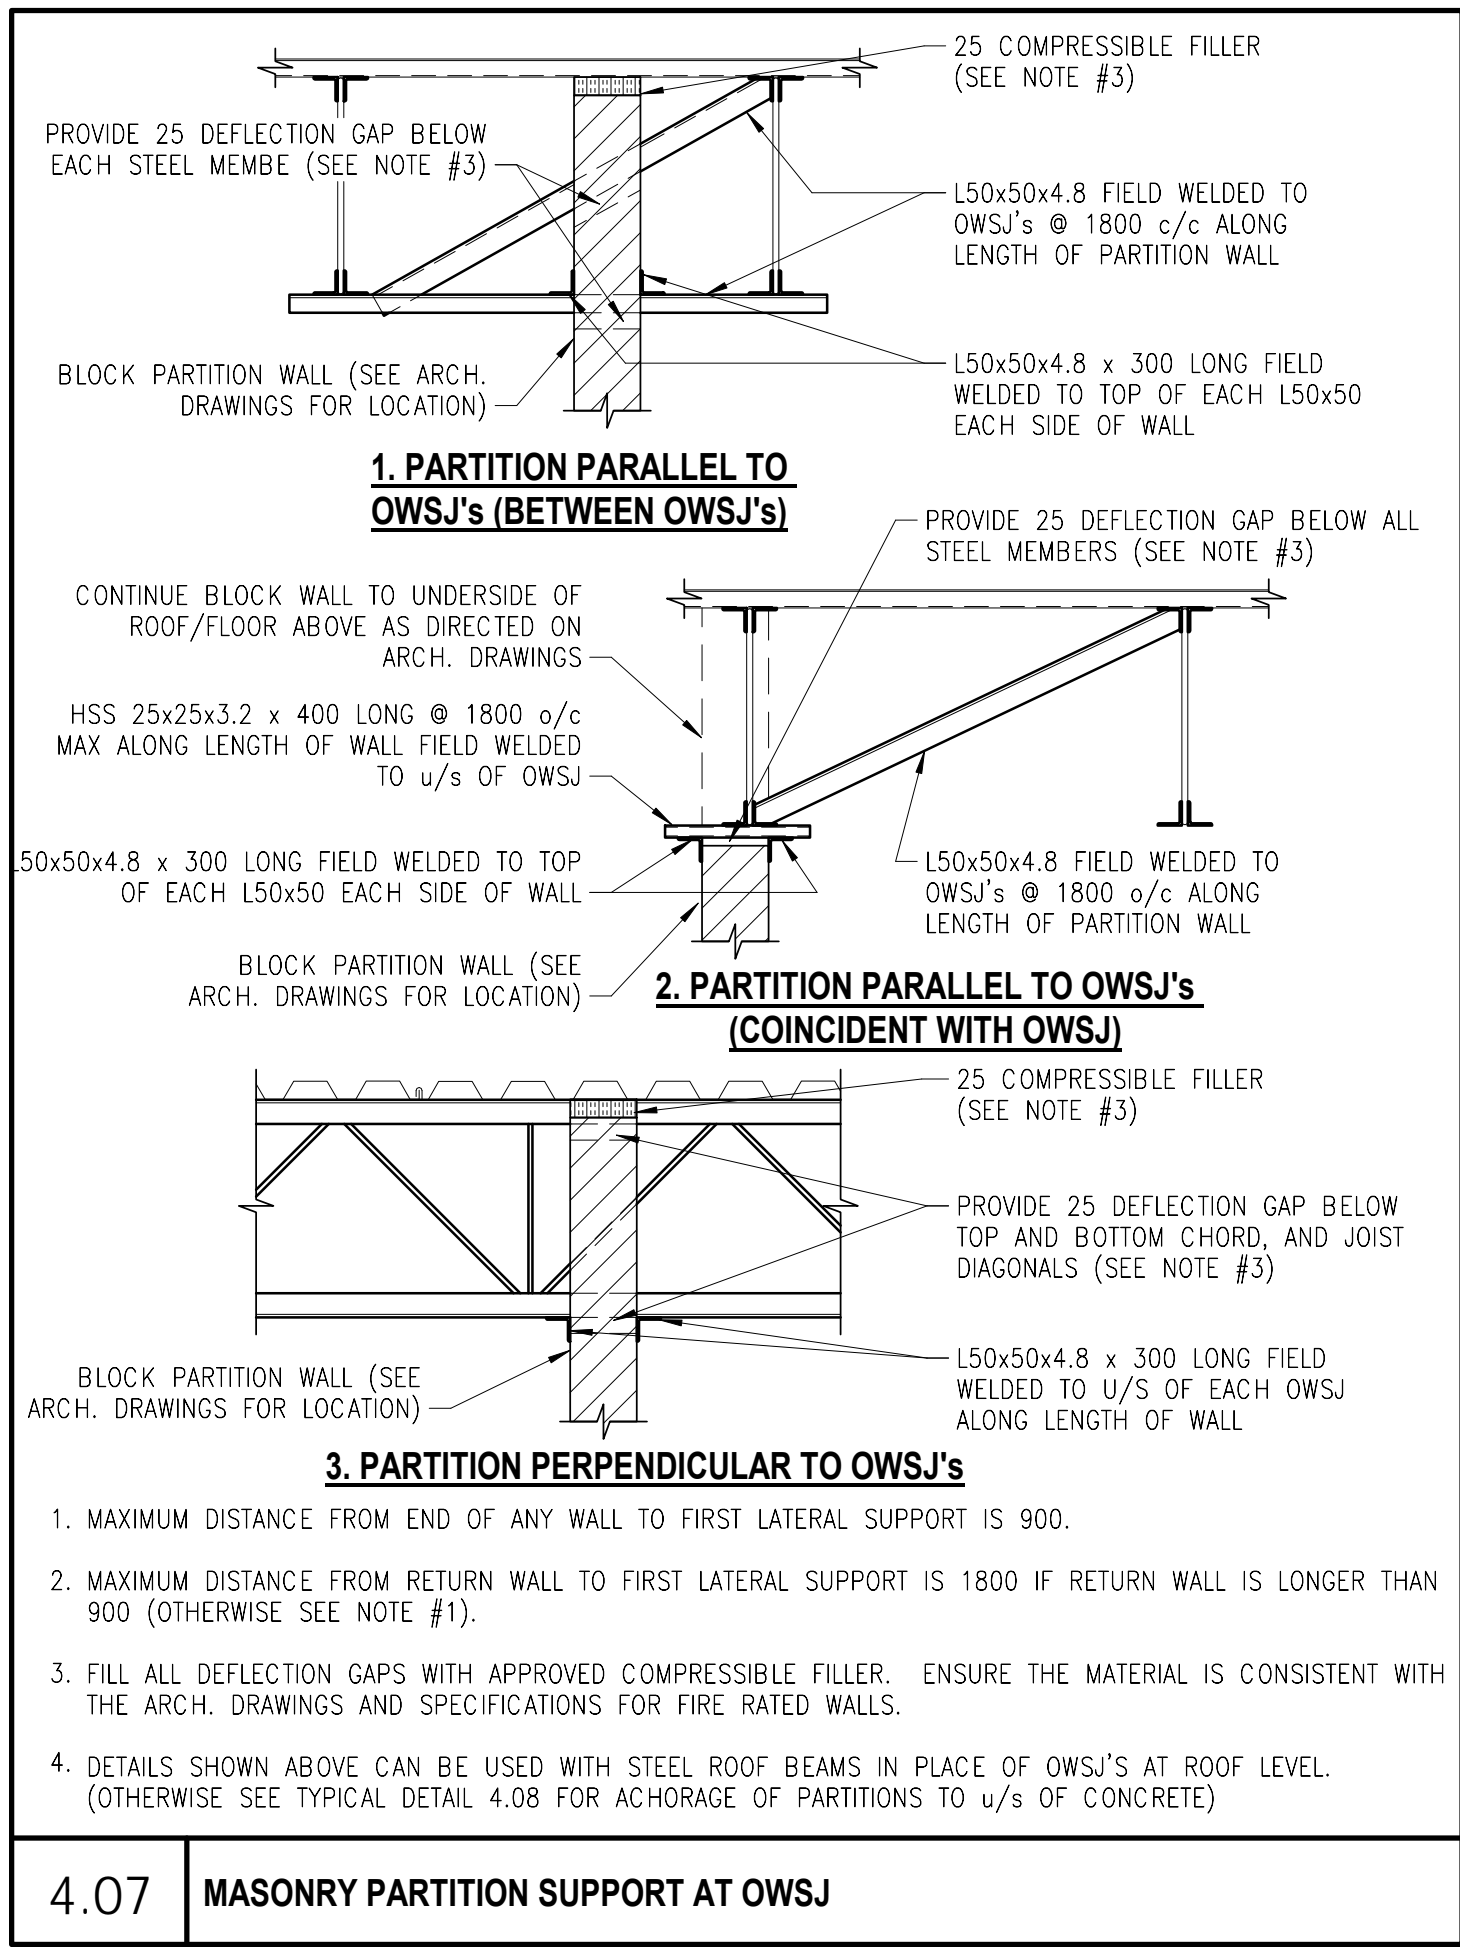 25 COMPRESSIBLE FILLER
(SEE NOTE #3)
PROVIDE 25 DEFLECTION GAP BELOW
EACH STEEL MEMBE (SEE NOTE #3)
L50x50x4.8 FIELD WELDED TO
OWSJ's @ 1800 c/c ALONG
LENGTH OF PARTITION WALL
BLOCK PARTITION WALL (SEE ARCH.
DRAWINGS FOR LOCATION)
L50x50x4.8 x 300 LONG FIELD
WELDED TO TOP OF EACH L50x50
EACH SIDE OF WALL
1. PARTITION PARALLEL TO
OWSJ's (BETWEEN OWSJ's)
PROVIDE 25 DEFLECTION GAP BELOW ALL
STEEL MEMBERS (SEE NOTE #3)
CONTINUE BLOCK WALL TO UNDERSIDE OF
ROOF/FLOOR ABOVE AS DIRECTED ON
ARCH. DRAWINGS
HSS 25x25x3.2 x 400 LONG @ 1800 o/c
MAX ALONG LENGTH OF WALL FIELD WELDED
TO u/s OF OWSJ
L50x50x4.8 x 300 LONG FIELD WELDED TO TOP
OF EACH L50x50 EACH SIDE OF WALL
L50x50x4.8 FIELD WELDED TO
OWSJ's @ 1800 o/c ALONG
LENGTH OF PARTITION WALL
BLOCK PARTITION WALL (SEE
ARCH. DRAWINGS FOR LOCATION)
2. PARTITION PARALLEL TO OWSJ's
(COINCIDENT WITH OWSJ)
25 COMPRESSIBLE FILLER
(SEE NOTE #3)
PROVIDE 25 DEFLECTION GAP BELOW
TOP AND BOTTOM CHORD, AND JOIST
DIAGONALS (SEE NOTE #3)
BLOCK PARTITION WALL (SEE
ARCH. DRAWINGS FOR LOCATION)
L50x50x4.8 x 300 LONG FIELD
WELDED TO U/S OF EACH OWSJ
ALONG LENGTH OF WALL
3. PARTITION PERPENDICULAR TO OWSJ's
1. MAXIMUM DISTANCE FROM END OF ANY WALL TO FIRST LATERAL SUPPORT IS 900.
2. MAXIMUM DISTANCE FROM RETURN WALL TO FIRST LATERAL SUPPORT IS 1800 IF RETURN WALL IS LONGER THAN
900 (OTHERWISE SEE NOTE #1).
3. FILL ALL DEFLECTION GAPS WITH APPROVED COMPRESSIBLE FILLER. ENSURE THE MATERIAL IS CONSISTENT WITH
THE ARCH. DRAWINGS AND SPECIFICATIONS FOR FIRE RATED WALLS.
4. DETAILS SHOWN ABOVE CAN BE USED WITH STEEL ROOF BEAMS IN PLACE OF OWSJ'S AT ROOF LEVEL.
(OTHERWISE SEE TYPICAL DETAIL 4.08 FOR ACHORAGE OF PARTITIONS TO u/s OF CONCRETE)
4.07
MASONRY PARTITION SUPPORT AT OWSJ